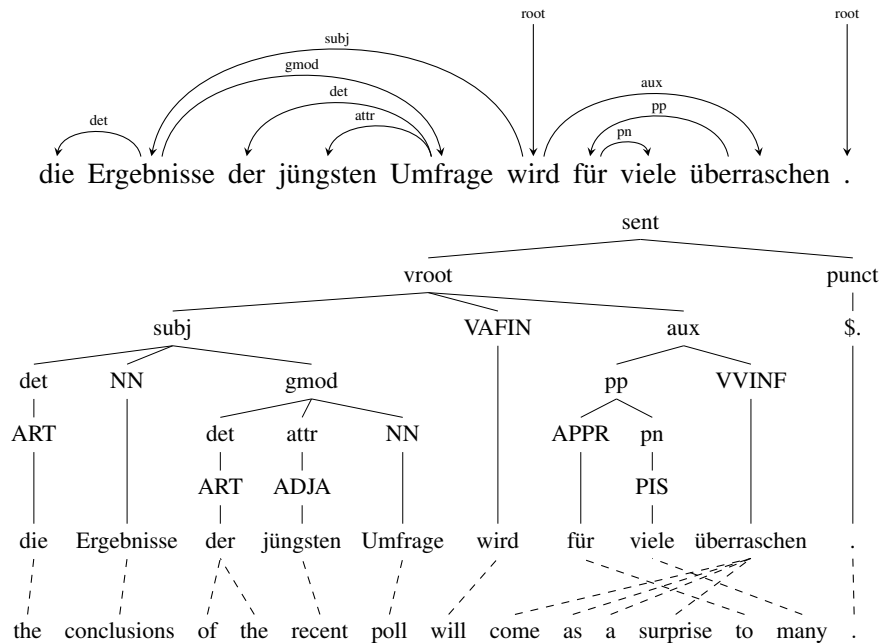 root root
subj
gmod aux
det pp
det attr pn
die Ergebnisse der jüngsten Umfrage wird für viele überraschen .
sent
vroot punct
subj VAFIN aux $.
det NN gmod pp VVINF
ART det attr NN APPR pn
ART ADJA PIS
die Ergebnisse der jüngsten Umfrage wird für viele überraschen .
the conclusions of the recent poll will come as a surprise to many .